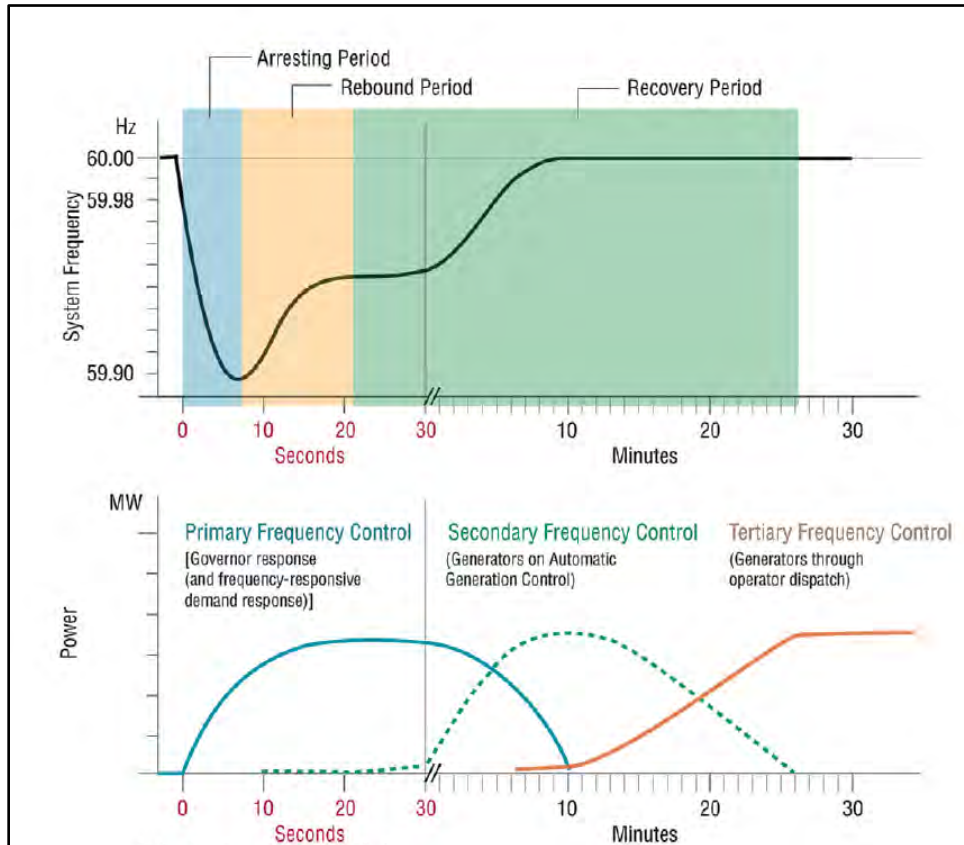 Arresting Period
Rebound Period
Recovery Period
Hz
60.00
59.98
System Frequency
59.90
0 10 20 30 10 20 30
Seconds Minutes
MW
Primary Frequency Control
[Governor response
(and frequency-responsive
demand response)]
Secondary Frequency Control
(Generators on Automatic
Generation Control)
Tertiary Frequency Control
(Generators through
operator dispatch)
Power
0 10 20 30 10 20 30
Seconds Minutes